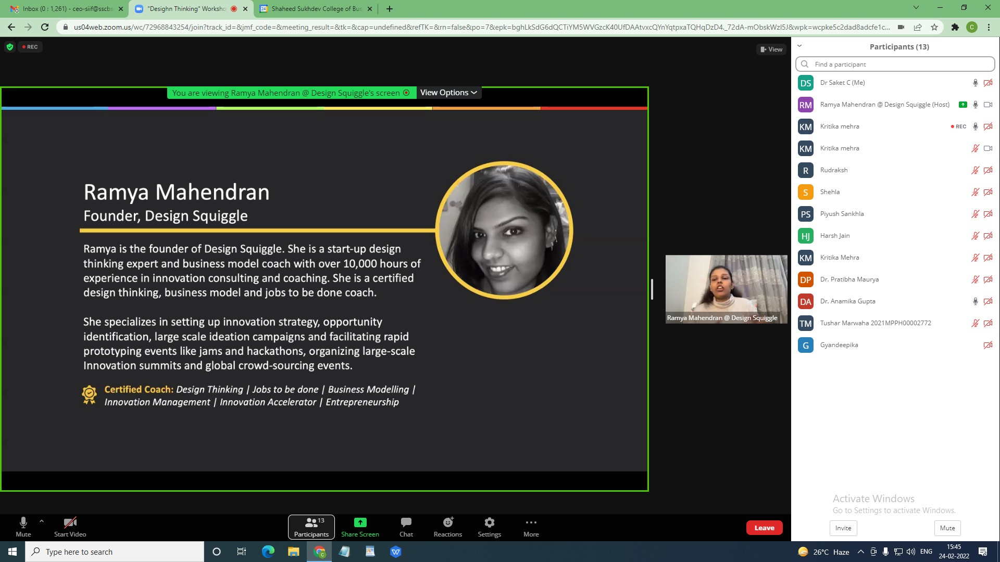 Inbox (0 : 1,261) - ceo-siif@sscbs
"Desighn Thinking" Worksho
Shaheed Sukhdev College of Bus
us04web.zoom.us/wc/72968843254/join?track_id=&jmf_code=&meeting_result=&tk=&cap=undefined&refTK=&rn=false&po=7&epk=bghLkSdG6dQCTiYM5WVGzcK40UfDAAtvxcQYnYqtpxaTQHqDzD4._72dA-mObskWzI5J&wpk=wcpke5c2dad8adcfe1c...
C
REC
View
You are viewing Ramya Mahendran @ Design Squiggle's screen
View Options
Ramya Mahendran
Founder, Design Squiggle
Ramya is the founder of Design Squiggle. She is a start-up design
thinking expert and business model coach with over 10,000 hours of
experience in innovation consulting and coaching. She is a certified
design thinking, business model and jobs to be done coach.
She specializes in setting up innovation strategy, opportunity
identification, large scale ideation campaigns and facilitating rapid
prototyping events like jams and hackathons, organizing large-scale
Innovation summits and global crowd-sourcing events.
Certified Coach: Design Thinking | Jobs to be done | Business Modelling |
Innovation Management | Innovation Accelerator | Entrepreneurship
Ramya Mahendran @ Design Squiggle
Participants (13)
Find a participant
DS Dr Saket C (Me)
RM Ramya Mahendran @ Design Squiggle (Host)
KM Kritika mehra REC
KM Kritika mehra
R Rudraksh
S Shehla
PS Piyush Sankhla
HJ Harsh Jain
KM Kritika Mehra
DP Dr. Pratibha Maurya
DA Dr. Anamika Gupta
TM Tushar Marwaha 2021MPPH00002772
G Gyandeepika
Activate Windows
Go to Settings to activate Windows.
Invite
Mute
Mute
Start Video
13
Participants
Share Screen
Chat
Reactions
Settings
More
Leave
Type here to search
26°C Haze
ENG
15:45
24-02-2022